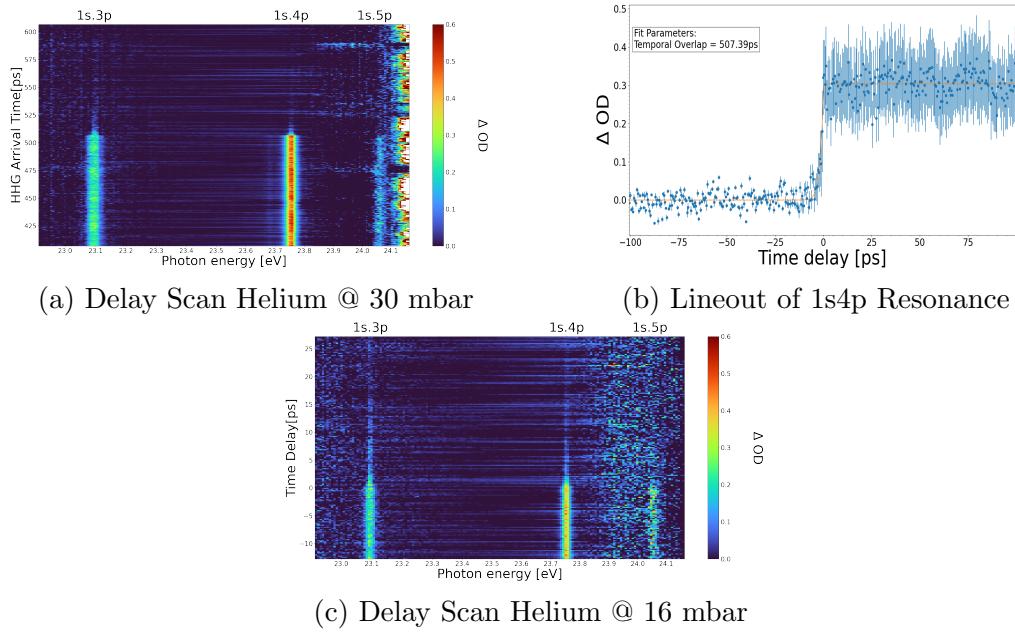 1s.3p 1s.4p 1s.5p
600
575
550
525
500
475
450
425
HHG Arrival Time[ps]
23.0 23.1 23.2 23.3 23.4 23.5 23.6 23.7 23.8 23.9 24.0 24.1
Photon energy [eV]
0.6
0.5
0.4
0.3
0.2
0.1
0.0
Δ OD
0.5
0.4
0.3
0.2
0.1
0.0
Δ OD
Fit Parameters:
Temporal Overlap = 507.39ps
−100 −75 −50 −25 0 25 50 75
Time delay [ps]
(a) Delay Scan Helium @ 30 mbar
(b) Lineout of 1s4p Resonance
1s.3p 1s.4p 1s.5p
25
20
15
10
5
0
−5
−10
Time Delay[ps]
23.0 23.1 23.2 23.3 23.4 23.5 23.6 23.7 23.8 23.9 24.0 24.1
Photon energy [eV]
0.6
0.5
0.4
0.3
0.2
0.1
0.0
Δ OD
(c) Delay Scan Helium @ 16 mbar